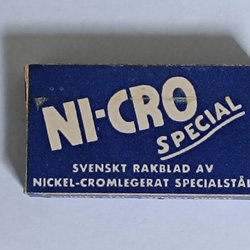 NI-CRO
SPECIAL
SVENSKT RAKBLAD AV
NICKEL-CROMLEGERAT SPECIALSTÅL